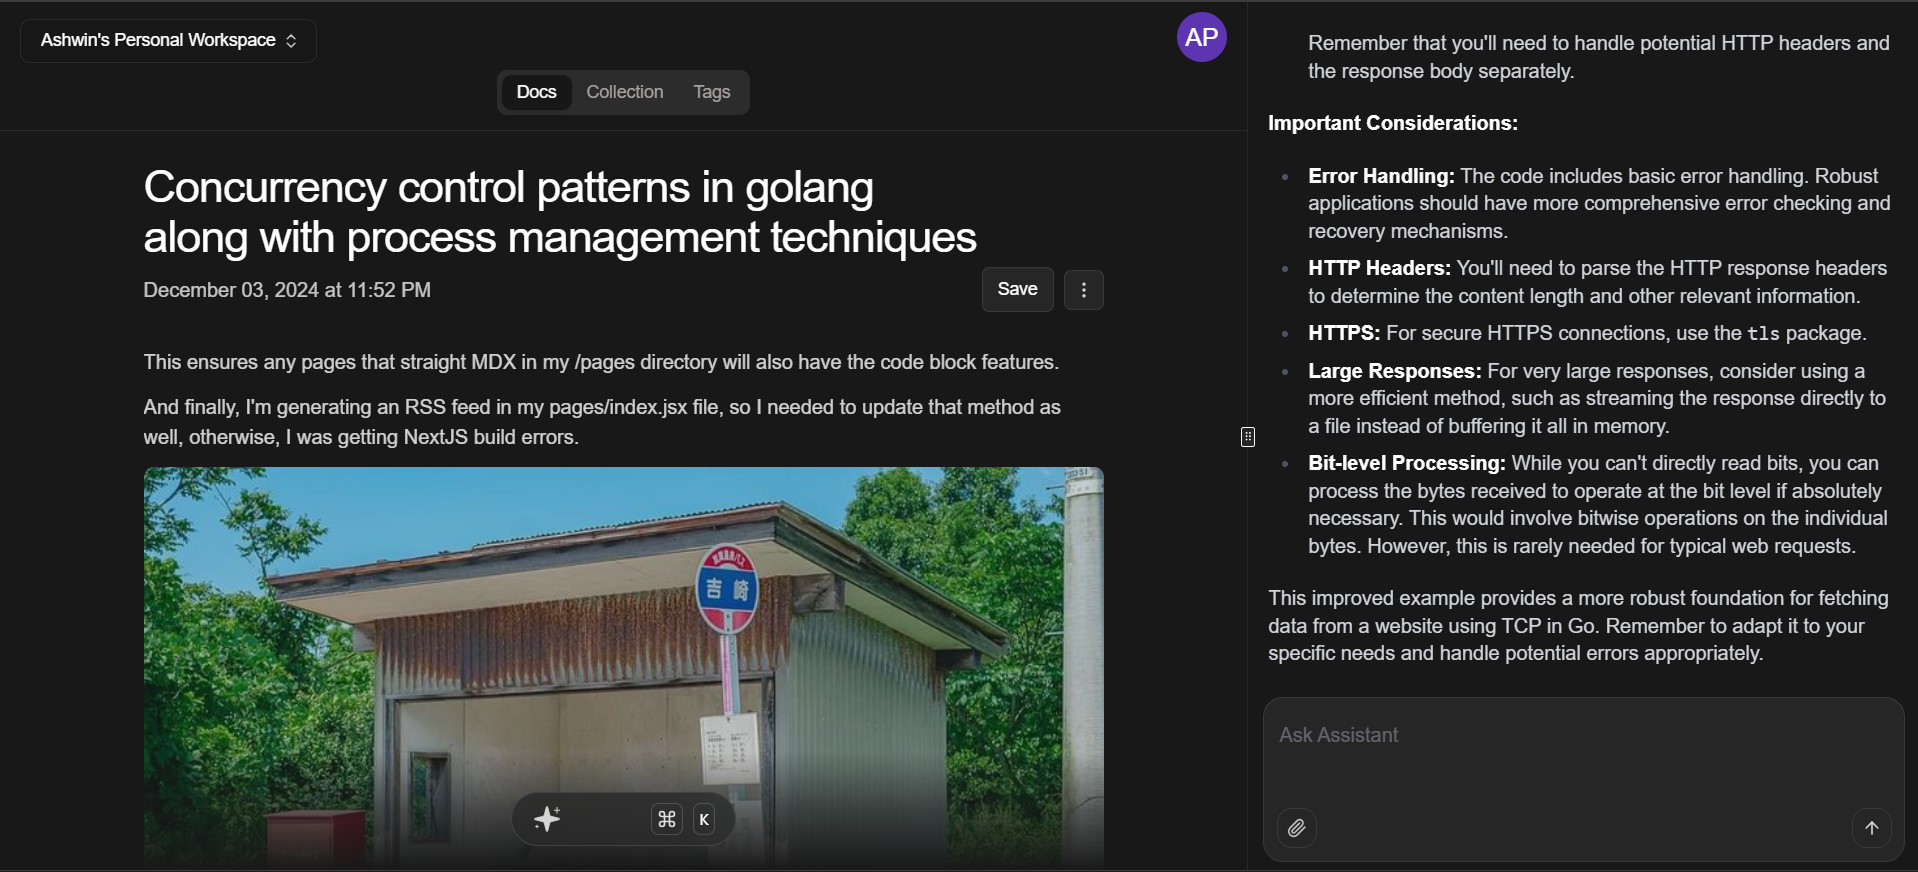 Ashwin's Personal Workspace
AP
Docs Collection Tags
Concurrency control patterns in golang
along with process management techniques
December 03, 2024 at 11:52 PM
Save
This ensures any pages that straight MDX in my /pages directory will also have the code block features.
And finally, I'm generating an RSS feed in my pages/index.jsx file, so I needed to update that method as
well, otherwise, I was getting NextJS build errors.
吉崎
⌘ K
Remember that you'll need to handle potential HTTP headers and
the response body separately.
Important Considerations:
• Error Handling: The code includes basic error handling. Robust
applications should have more comprehensive error checking and
recovery mechanisms.
• HTTP Headers: You'll need to parse the HTTP response headers
to determine the content length and other relevant information.
• HTTPS: For secure HTTPS connections, use the tls package.
• Large Responses: For very large responses, consider using a
more efficient method, such as streaming the response directly to
a file instead of buffering it all in memory.
• Bit-level Processing: While you can't directly read bits, you can
process the bytes received to operate at the bit level if absolutely
necessary. This would involve bitwise operations on the individual
bytes. However, this is rarely needed for typical web requests.
This improved example provides a more robust foundation for fetching
data from a website using TCP in Go. Remember to adapt it to your
specific needs and handle potential errors appropriately.
Ask Assistant